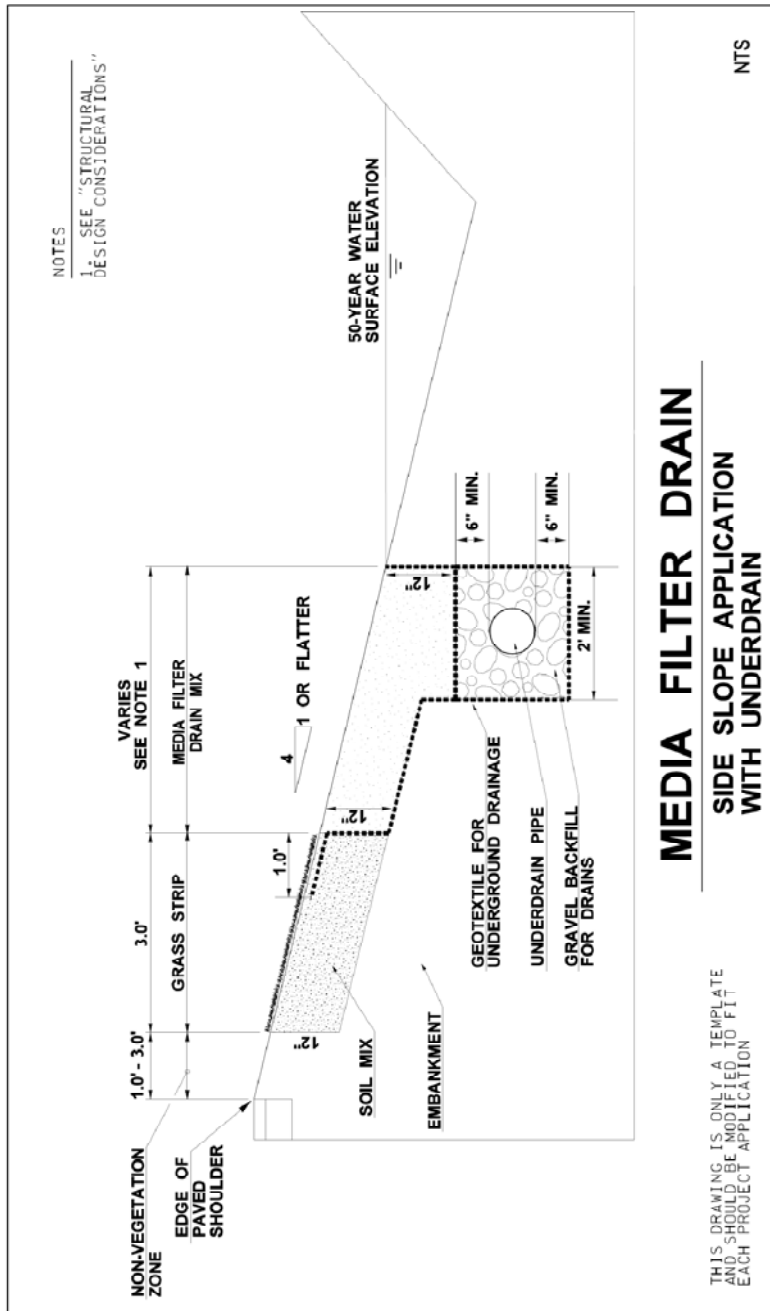 NOTES
1. SEE "STRUCTURAL
DESIGN CONSIDERATIONS"
VARIES
SEE NOTE 1
MEDIA FILTER
DRAIN MIX
3.0'
GRASS STRIP
1.0' - 3.0'
NON-VEGETATION
ZONE
EDGE OF
PAVED
SHOULDER
1.0'
4
1 OR FLATTER
50-YEAR WATER
SURFACE ELEVATION
12"
12"
12"
SOIL MIX
EMBANKMENT
GEOTEXTILE FOR
UNDERGROUND DRAINAGE
UNDERDRAIN PIPE
GRAVEL BACKFILL
FOR DRAINS
2' MIN.
6" MIN.
6" MIN.
MEDIA FILTER DRAIN
SIDE SLOPE APPLICATION
WITH UNDERDRAIN
THIS DRAWING IS ONLY A TEMPLATE
AND SHOULD BE MODIFIED TO FIT
EACH PROJECT APPLICATION
NTS